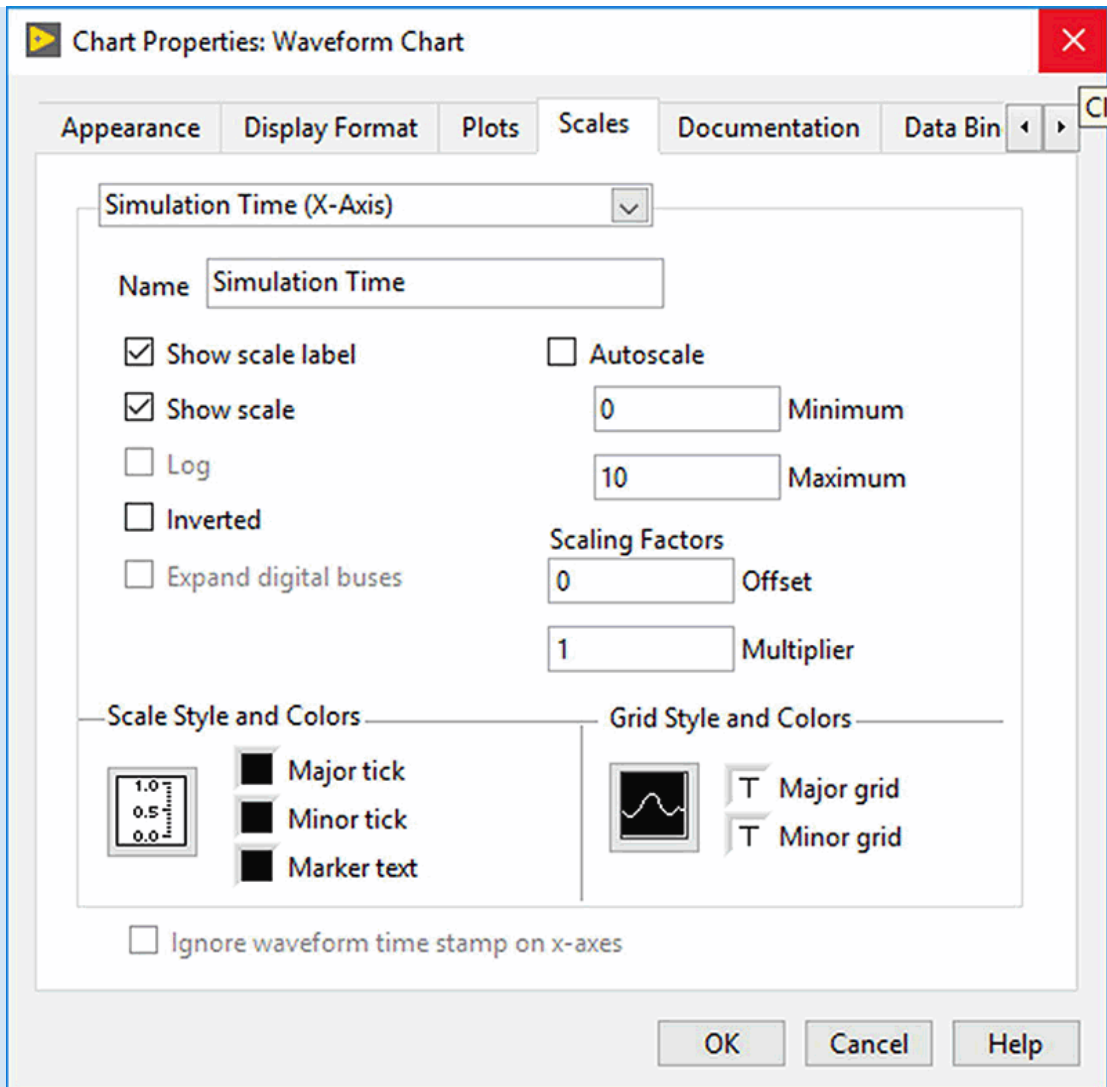 Chart Properties: Waveform Chart
Cl
Appearance Display Format Plots Scales Documentation Data Bin
Simulation Time (X-Axis)
Name Simulation Time
Show scale label Autoscale
Show scale 0 Minimum
Log 10 Maximum
Inverted
Scaling Factors
Expand digital buses 0 Offset
1 Multiplier
Scale Style and Colors Grid Style and Colors
1.0
0.5
0.0
Major tick
Minor tick
Marker text
T Major grid
T Minor grid
Ignore waveform time stamp on x-axes
OK Cancel Help